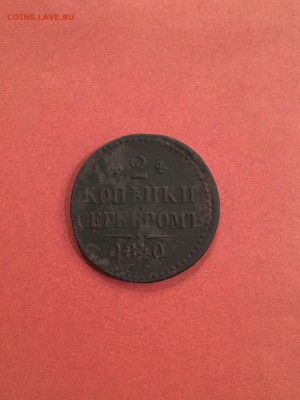 COINS.LAVE.RU
2
КОПѢЙКИ
СЕРЕБРОМЪ
1840